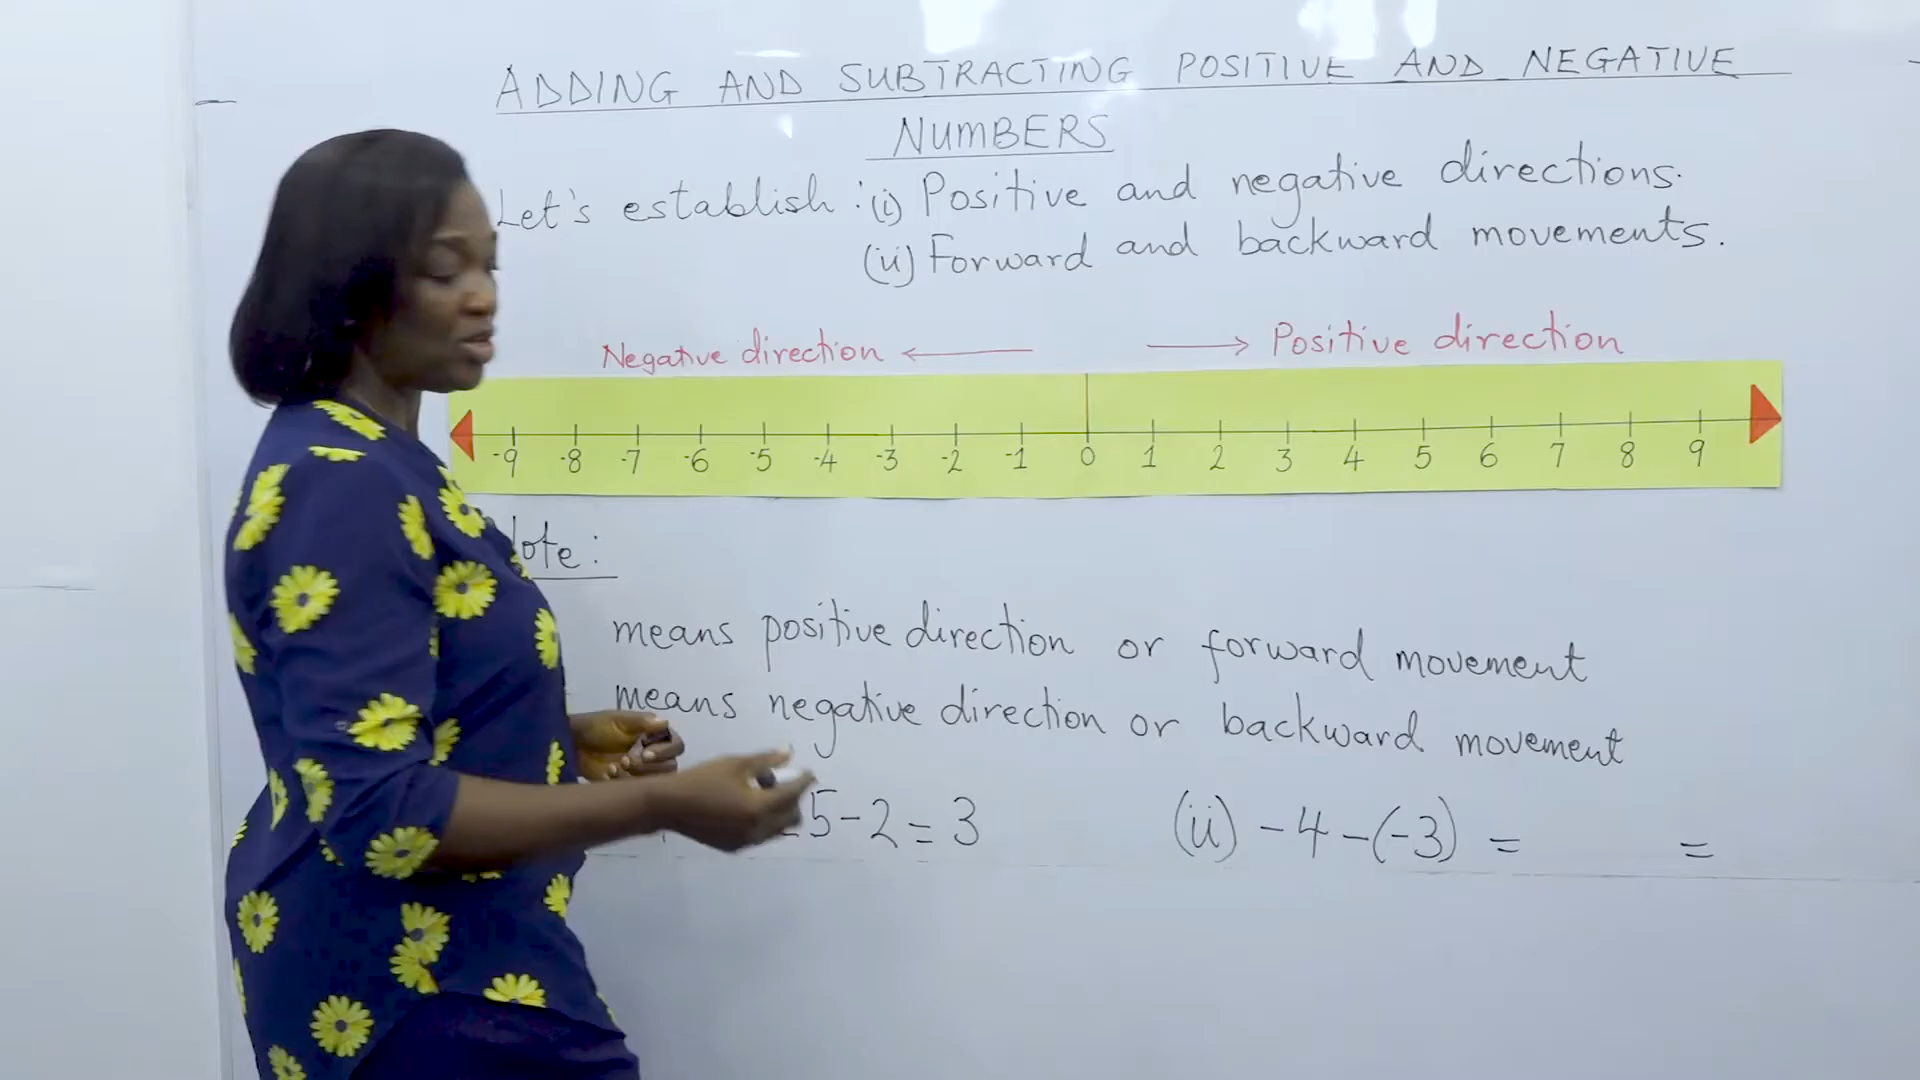 ADDING AND SUBTRACTING POSITIVE AND NEGATIVE
NUMBERS
Let's establish : (i) Positive and negative directions.
(ii) Forward and backward movements.
Negative direction ← → Positive direction
-9 -8 -7 -6 -5 -4 -3 -2 -1 0 1 2 3 4 5 6 7 8 9
ote :
means positive direction or forward movement
means negative direction or backward movement
5 - 2 = 3 (ii) - 4 - (-3) = =